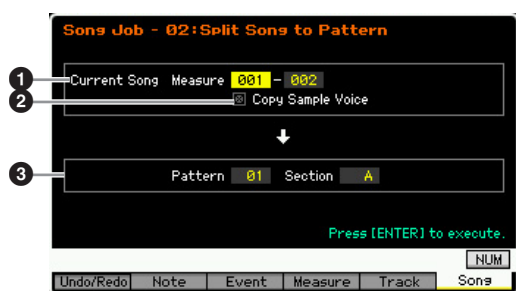 Song Job - 02:Split Song to Pattern
1 Current Song Measure 001 - 002
2 Copy Sample Voice
3 Pattern 01 Section A
Press [ENTER] to execute.
NUM
Undo/Redo Note Event Measure Track Song